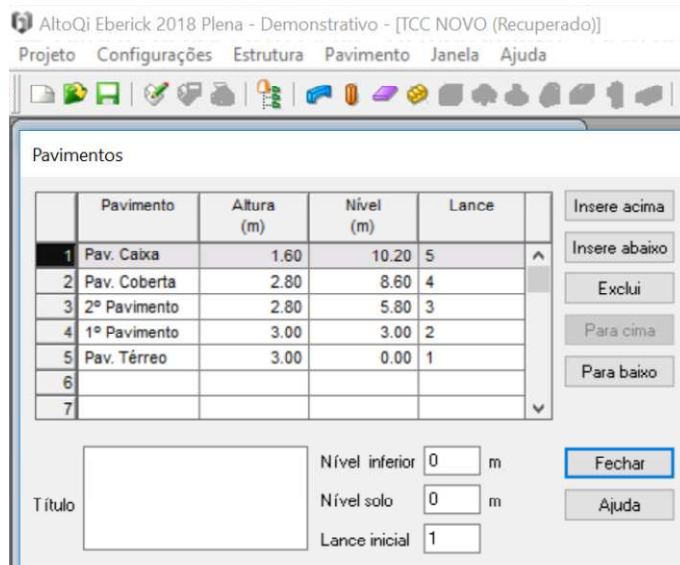 AltoQi Eberick 2018 Plena - Demonstrativo - [TCC NOVO (Recuperado)]
Projeto Configurações Estrutura Pavimento Janela Ajuda
Pavimentos
Pavimento Altura (m) Nível (m) Lance
1 Pav. Caixa 1.60 10.20 5
2 Pav. Coberta 2.80 8.60 4
3 2º Pavimento 2.80 5.80 3
4 1º Pavimento 3.00 3.00 2
5 Pav. Térreo 3.00 0.00 1
6
7
Insere acima
Insere abaixo
Exclui
Para cima
Para baixo
Título
Nível inferior 0 m
Nível solo 0 m
Lance inicial 1
Fechar
Ajuda